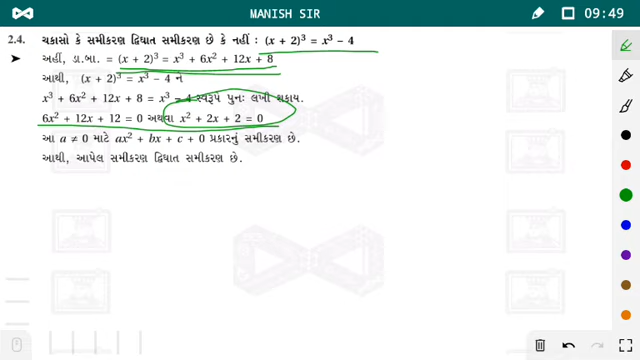 MANISH SIR
09:49
2.4. ચકાસો કે સમીકરણ દ્વિઘાત સમીકરણ છે કે નહીં : (x + 2)³ = x³ − 4
➤ અહીં, ડા.બા. = (x + 2)³ = x³ + 6x² + 12x + 8
આથી, (x + 2)³ = x³ − 4 ને
x³ + 6x² + 12x + 8 = x³ − 4 સ્વરૂપે પુનઃ લખી શકાય.
6x² + 12x + 12 = 0 અથવા x² + 2x + 2 = 0
આ a ≠ 0 માટે ax² + bx + c + 0 પ્રકારનું સમીકરણ છે.
આથી, આપેલ સમીકરણ દ્વિઘાત સમીકરણ છે.